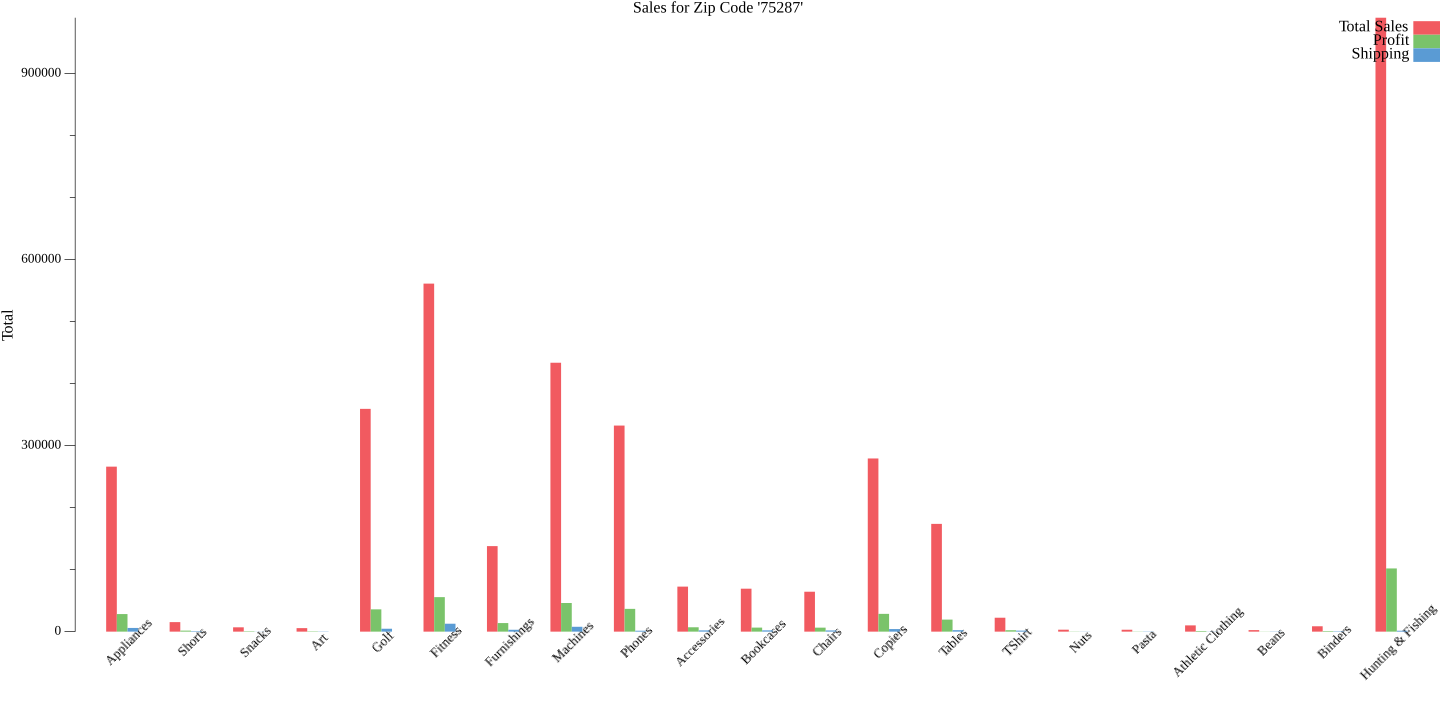 Sales for Zip Code '75287'
Total Sales
Profit
Shipping
900000
600000
300000
0
Total
Appliances
Shorts
Snacks
Art
Golf
Fitness
Furnishings
Machines
Phones
Accessories
Bookcases
Chairs
Copiers
Tables
TShirt
Nuts
Pasta
Athletic Clothing
Beans
Binders
Hunting & Fishing